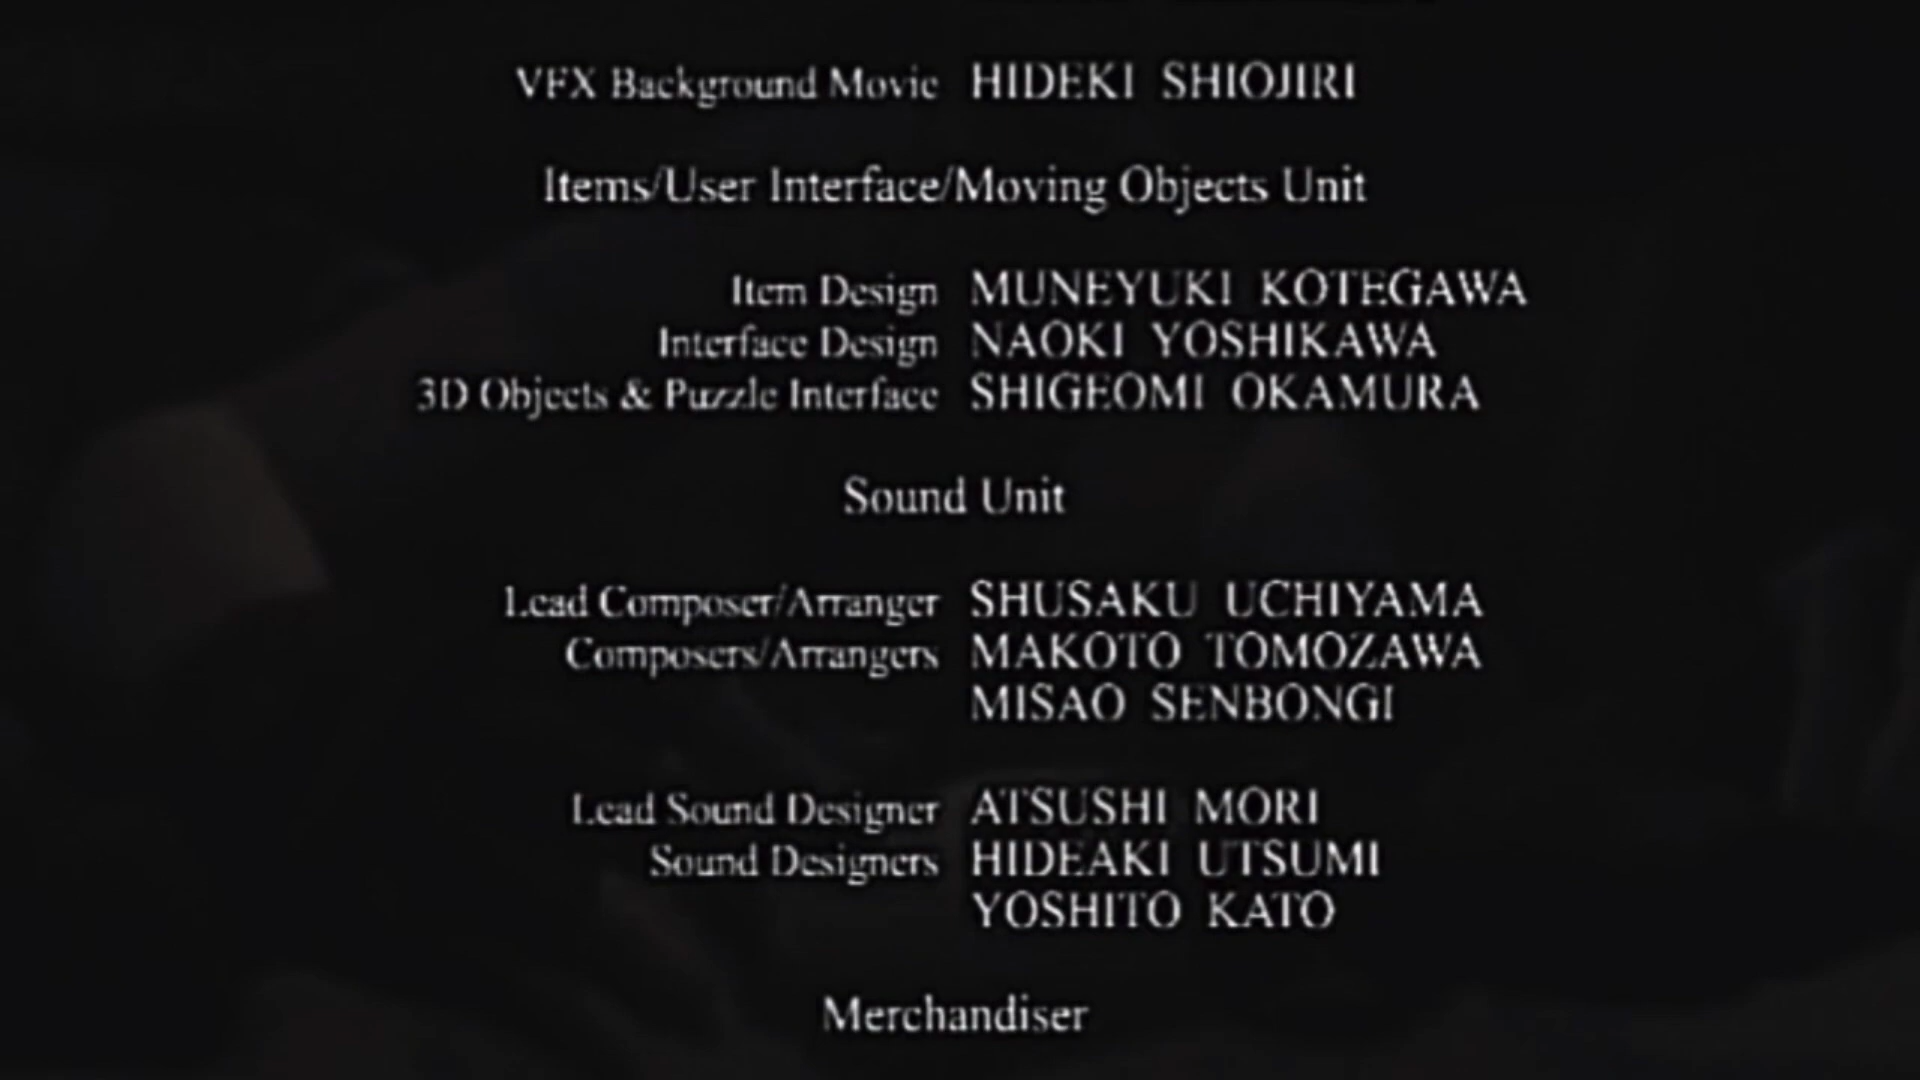 VFX Background Movie HIDEKI SHIOJIRI
Items/User Interface/Moving Objects Unit
Item Design MUNEYUKI KOTEGAWA
Interface Design NAOKI YOSHIKAWA
3D Objects & Puzzle Interface SHIGEOMI OKAMURA
Sound Unit
Lead Composer/Arranger SHUSAKU UCHIYAMA
Composers/Arrangers MAKOTO TOMOZAWA
MISAO SENBONGI
Lead Sound Designer ATSUSHI MORI
Sound Designers HIDEAKI UTSUMI
YOSHITO KATO
Merchandiser